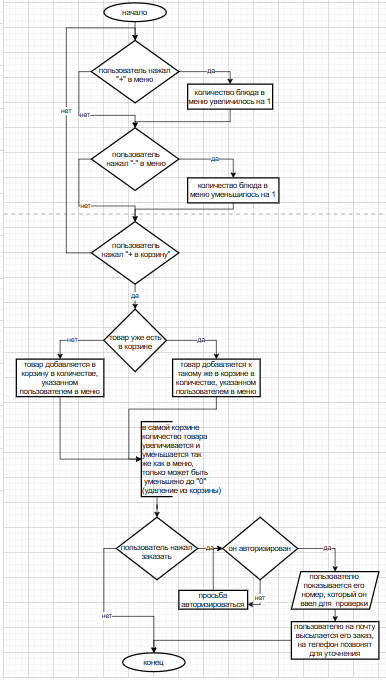 начало
пользователь нажал
"+" в меню
да
количество блюда в
меню увеличилось на 1
нет
нет
пользователь
нажал "-" в меню
да
количество блюда в
меню уменьшилось на 1
нет
пользователь
нажал "+ в корзину"
да
товар уже есть
в корзине
нет
да
товар добавляется в
корзину в количестве,
указанном
пользователем в меню
товар добавляется к
такому же в корзине в
количестве, указанном
пользователем в меню
в самой корзине
количество товара
увеличивается и
уменьшается так
же как в меню,
только может быть
уменьшено до "0"
(удаление из корзины)
пользователь нажал
заказать
да
он авторизирован
да
нет
просьба
авторизироваться
нет
пользователю
показывается его
номер, который он
ввел для проверки
пользователю на почту
высыпается его заказ,
на телефон позвонят
для уточнения
конец